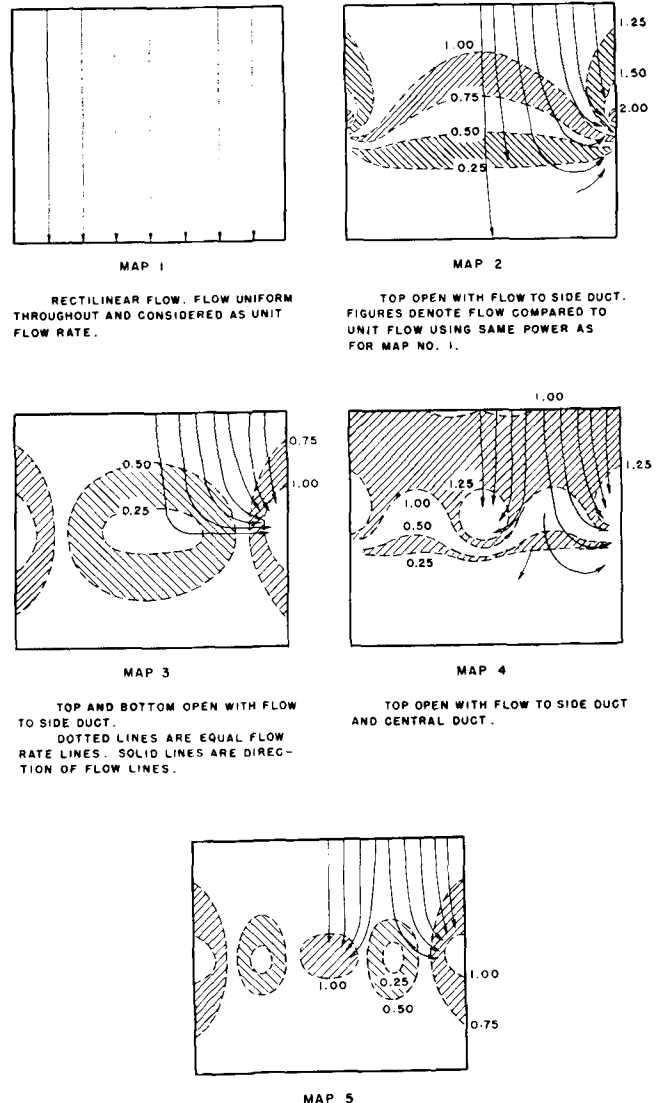 MAP 1
RECTILINEAR FLOW. FLOW UNIFORM
THROUGHOUT AND CONSIDERED AS UNIT
FLOW RATE.
1.25
1.00
1.50
0.75
2.00
0.50
0.25
MAP 2
TOP OPEN WITH FLOW TO SIDE DUCT.
FIGURES DENOTE FLOW COMPARED TO
UNIT FLOW USING SAME POWER AS
FOR MAP NO. 1.
0.75
0.50
1.00
0.25
MAP 3
TOP AND BOTTOM OPEN WITH FLOW
TO SIDE DUCT.
DOTTED LINES ARE EQUAL FLOW
RATE LINES. SOLID LINES ARE DIREC-
TION OF FLOW LINES.
1.00
1.25
1.25
1.00
0.50
0.25
MAP 4
TOP OPEN WITH FLOW TO SIDE DUCT
AND CENTRAL DUCT.
1.00
0.25
1.00
0.50
0.75
MAP 5